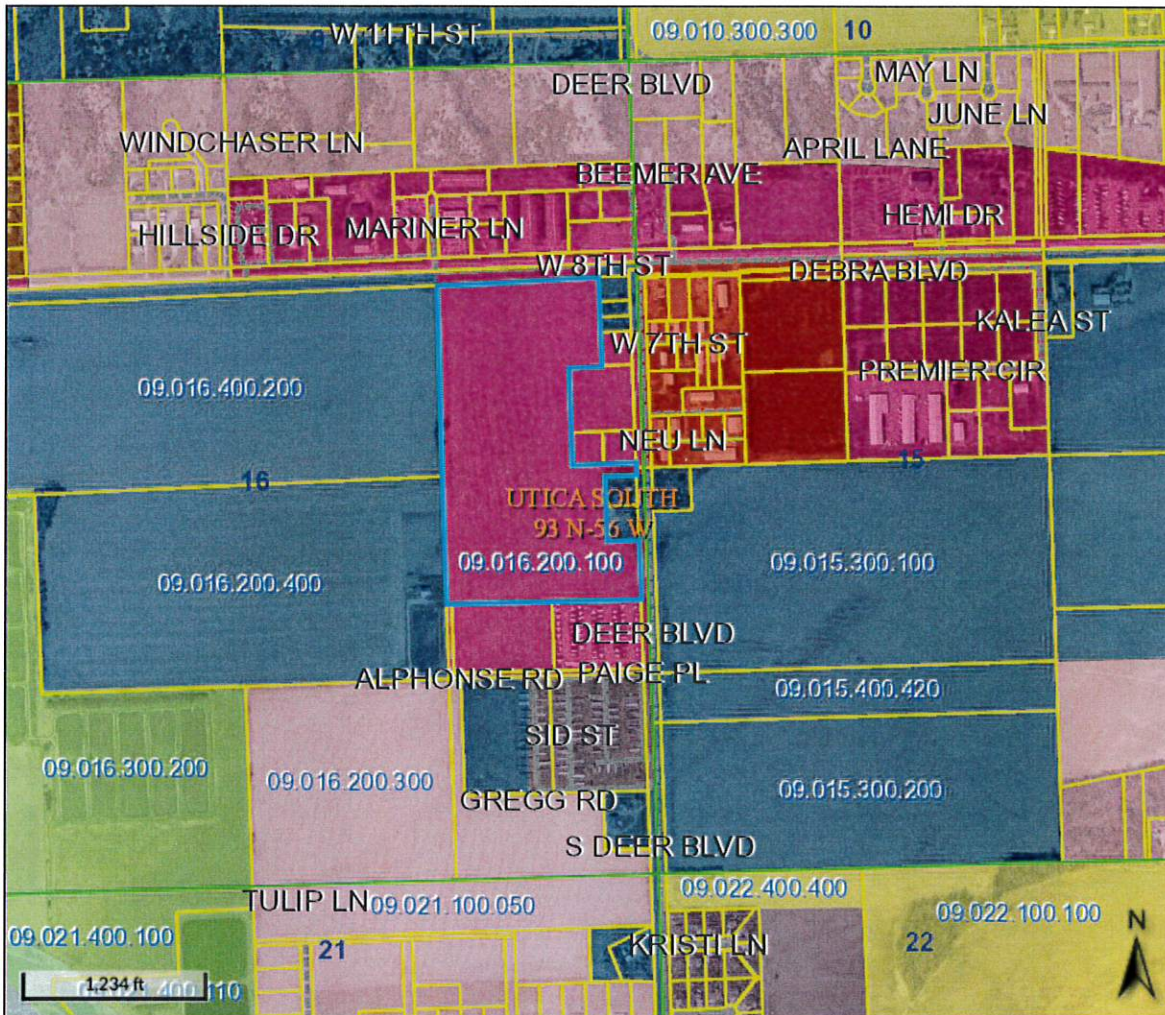 W 11TH ST
09.010.300.300
10
DEER BLVD
MAY LN
JUNE LN
WINDCHASER LN
APRIL LANE
BEEMER AVE
HILLSIDE DR
MARINER LN
HEMI DR
W 8TH ST
DEBRA BLVD
KALEA ST
W 7TH ST
09.016.400.200
PREMIER CIR
NEU LN
15
16
UTICA SOUTH
93 N-56 W
09.016.200.400
09.016.200.100
09.015.300.100
DEER BLVD
ALPHONSE RD
PAIGE PL
09.015.400.420
SID ST
09.016.300.200
09.016.200.300
09.015.300.200
GREGG RD
S DEER BLVD
TULIP LN
09.021.100.050
09.022.400.400
09.022.100.100
09.021.400.100
21
KRISTI LN
22
N
1,234 ft